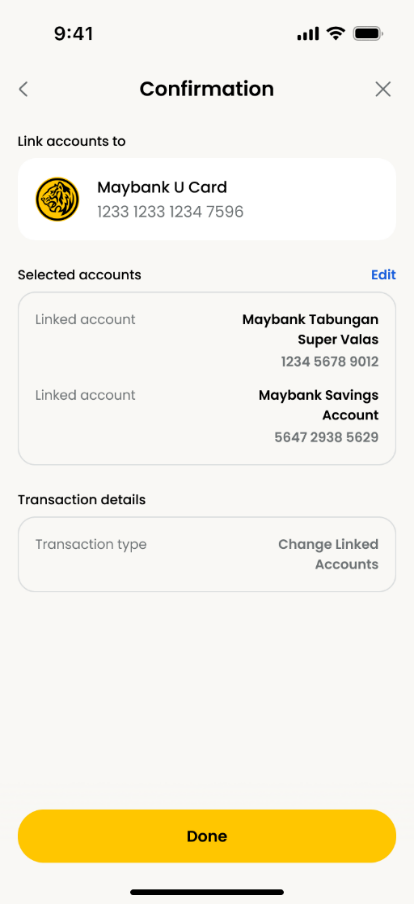 9:41
Confirmation
Link accounts to
Maybank U Card
1233 1233 1234 7596
Selected accounts
Edit
Linked account
Maybank Tabungan
Super Valas
1234 5678 9012
Linked account
Maybank Savings
Account
5647 2938 5629
Transaction details
Transaction type
Change Linked
Accounts
Done